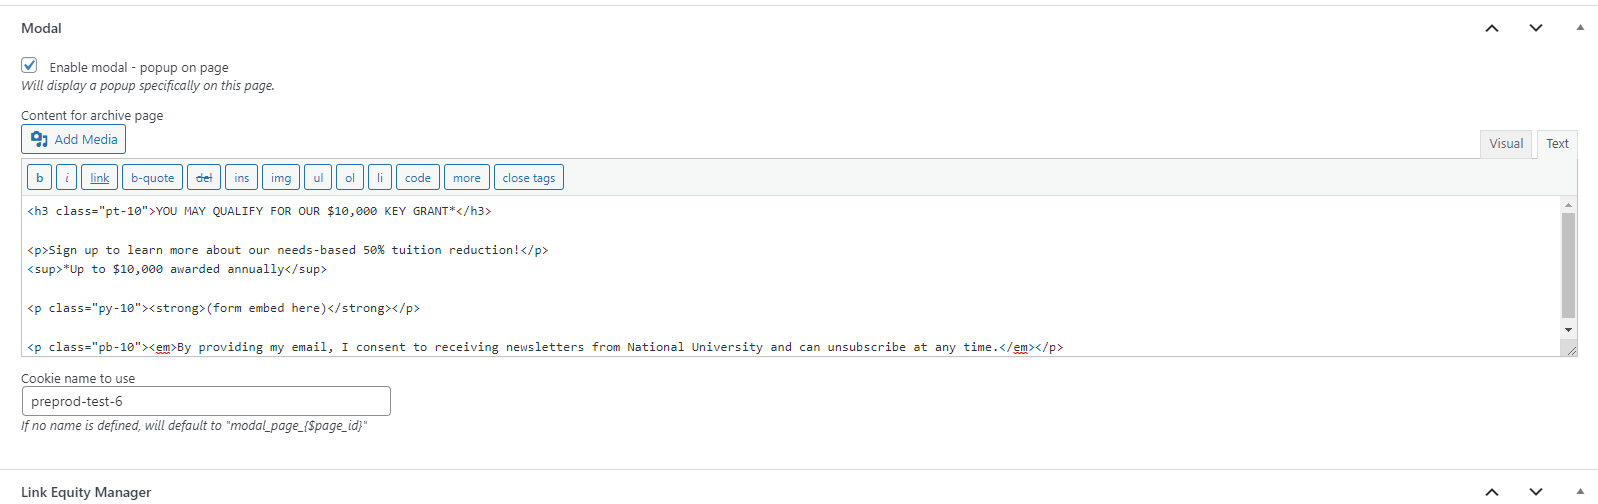 Modal
Enable modal - popup on page
Will display a popup specifically on this page.
Content for archive page
Add Media
Visual Text
b i link b-quote del ins img ul ol li code more close tags
<h3 class="pt-10">YOU MAY QUALIFY FOR OUR $10,000 KEY GRANT*</h3>
<p>Sign up to learn more about our needs-based 50% tuition reduction!</p>
<sup>*Up to $10,000 awarded annually</sup>
<p class="py-10"><strong>(form embed here)</strong></p>
<p class="pb-10"><em>By providing my email, I consent to receiving newsletters from National University and can unsubscribe at any time.</em></p>
Cookie name to use
preprod-test-6
If no name is defined, will default to "modal_page_{$page_id}"
Link Equity Manager